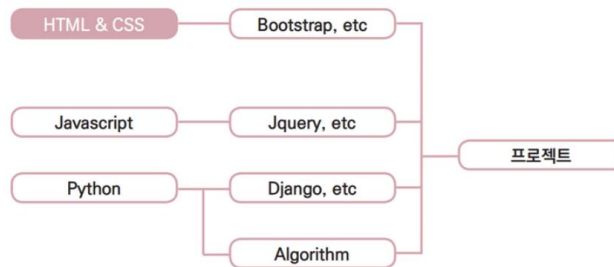 HTML & CSS
Bootstrap, etc
Javascript
Jquery, etc
프로젝트
Python
Django, etc
Algorithm